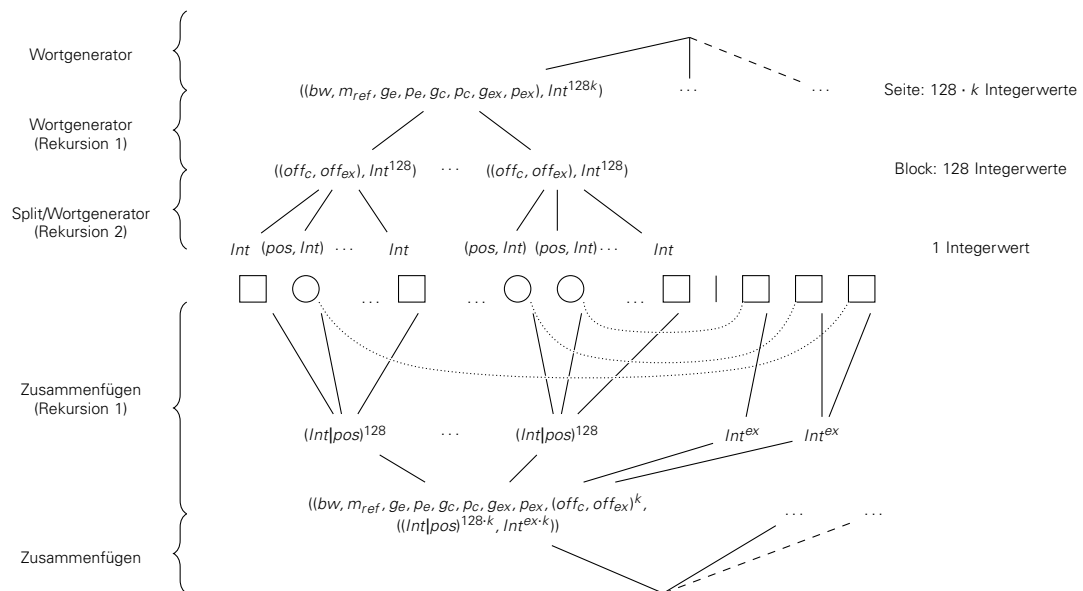 Wortgenerator
((bw, m_ref, g_e, p_e, g_c, p_c, g_ex, p_ex), Int^128k)
...
...
Seite: 128 · k Integerwerte
Wortgenerator
(Rekursion 1)
((off_c, off_ex), Int^128)
...
((off_c, off_ex), Int^128)
Block: 128 Integerwerte
Split/Wortgenerator
(Rekursion 2)
Int (pos, Int) ... Int
(pos, Int) (pos, Int) ... Int
1 Integerwert
... ... ...
Zusammenfügen
(Rekursion 1)
(Int|pos)^128
...
(Int|pos)^128
Int^ex
Int^ex
((bw, m_ref, g_e, p_e, g_c, p_c, g_ex, p_ex, (off_c, off_ex)^k,
((Int|pos)^128·k, Int^ex·k))
...
...
Zusammenfügen